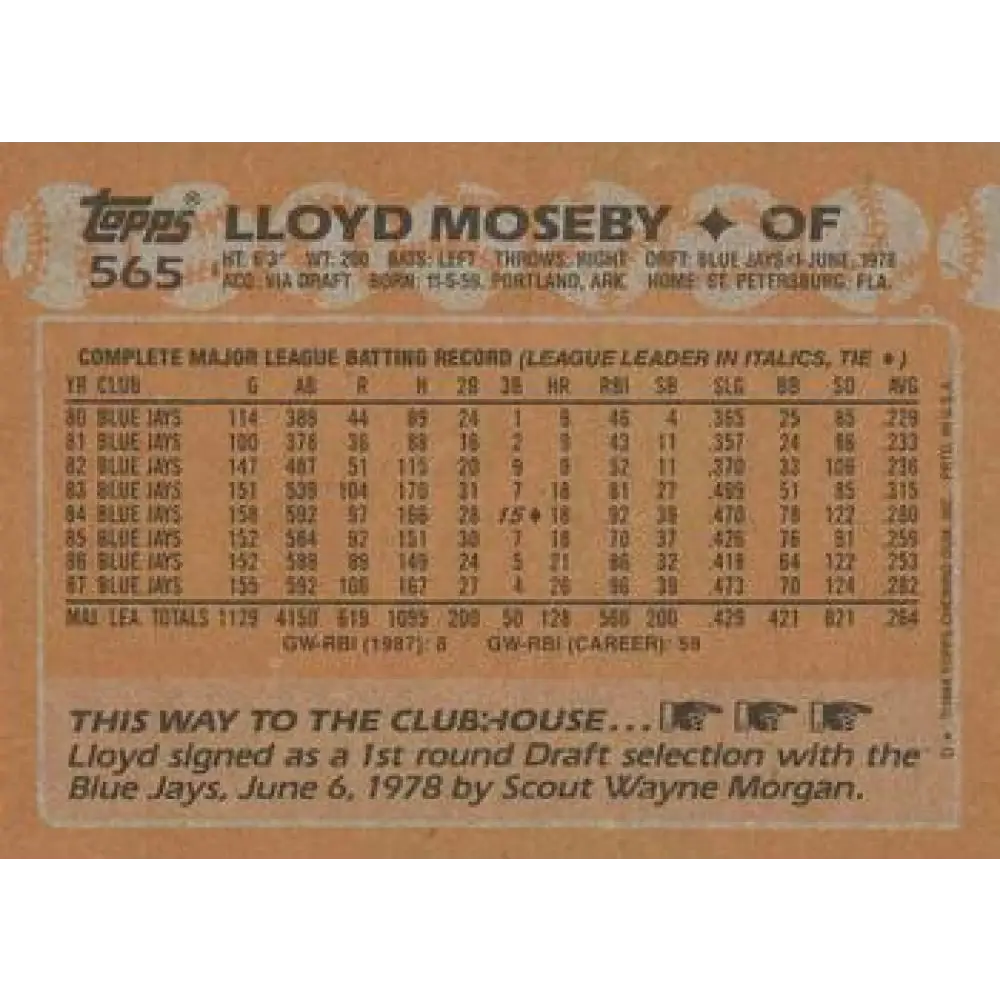 topps® LLOYD MOSEBY ✦ OF
565 HT: 6'3" WT: 200 BATS: LEFT THROWS: RIGHT DRFT: BLUE JAYS #1-JUNE, 1978
ACQ: VIA DRAFT BORN: 11-5-59, PORTLAND, ARK. HOME: ST. PETERSBURG, FLA.
COMPLETE MAJOR LEAGUE BATTING RECORD (LEAGUE LEADER IN ITALICS, TIE ♦)
YR CLUB G AB R H 2B 3B HR RBI SB SLG BB SO AVG
80 BLUE JAYS 114 389 44 89 24 1 9 46 4 .365 25 85 .229
81 BLUE JAYS 100 378 36 88 16 2 9 43 11 .357 24 86 .233
82 BLUE JAYS 147 487 51 115 20 9 9 52 11 .370 33 106 .236
83 BLUE JAYS 151 539 104 170 31 7 18 81 27 .499 51 85 .315
84 BLUE JAYS 158 592 97 166 28 15♦ 18 92 39 .470 78 122 .280
85 BLUE JAYS 152 584 92 151 30 7 18 70 37 .426 76 91 .259
86 BLUE JAYS 152 589 89 149 24 5 21 86 32 .418 64 122 .253
87 BLUE JAYS 155 592 106 167 27 4 26 96 39 .473 70 124 .282
MAJ. LEA. TOTALS 1129 4150 619 1095 200 50 128 566 200 .429 421 821 .264
GW-RBI (1987): 8 GW-RBI (CAREER): 59
THIS WAY TO THE CLUBHOUSE...
Lloyd signed as a 1st round Draft selection with the
Blue Jays, June 6, 1978 by Scout Wayne Morgan.
D* TOPPS CHEWING GUM, INC. PRTD. IN U.S.A.